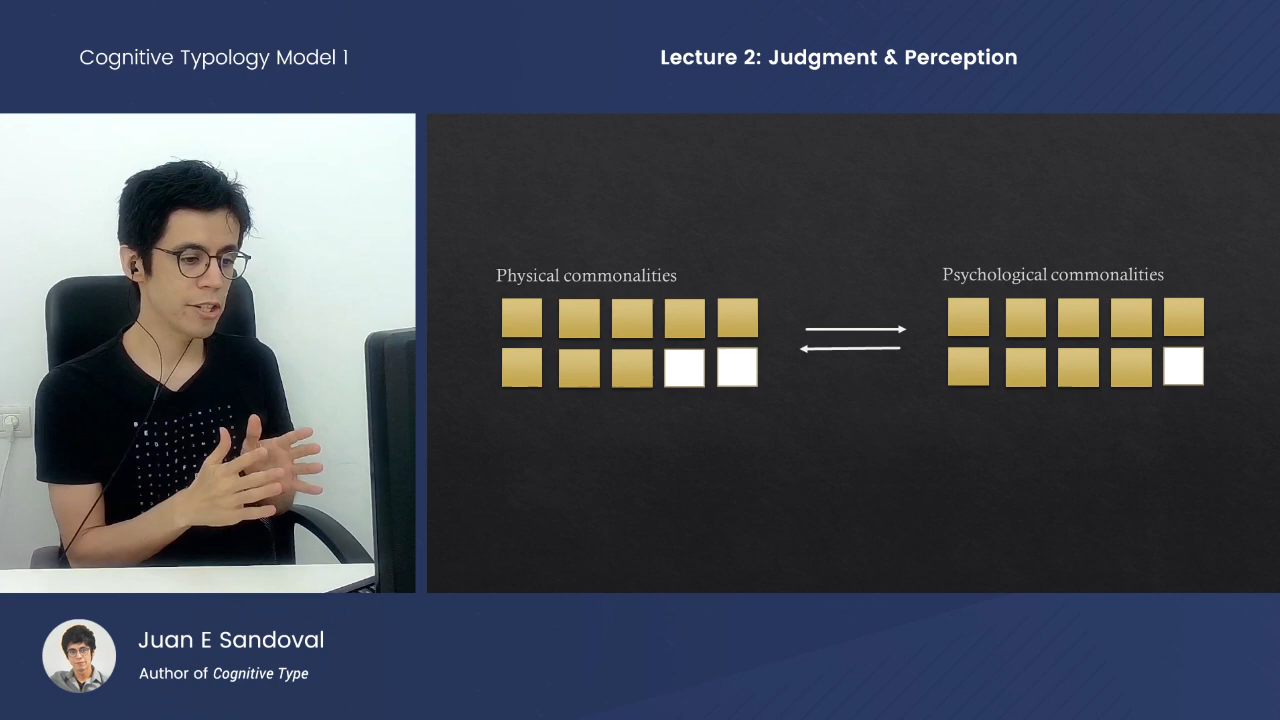 Cognitive Typology Model 1
Lecture 2: Judgment & Perception
Physical commonalities
Psychological commonalities
Juan E Sandoval
Author of Cognitive Type